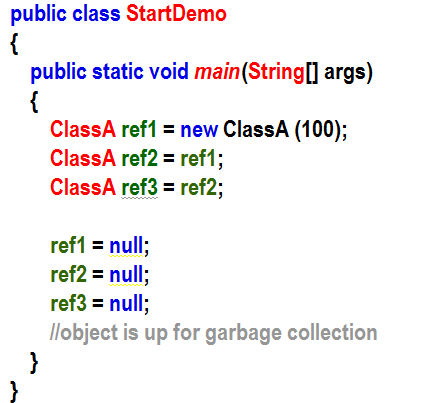 public class StartDemo
{
public static void main(String[] args)
{
ClassA ref1 = new ClassA (100);
ClassA ref2 = ref1;
ClassA ref3 = ref2;
ref1 = null;
ref2 = null;
ref3 = null;
//object is up for garbage collection
}
}